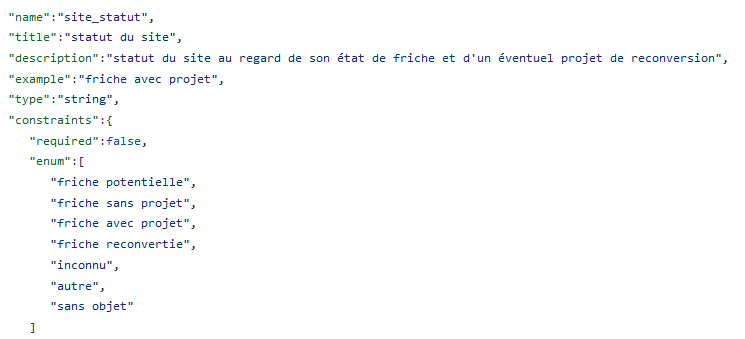 "name":"site_statut",
"title":"statut du site",
"description":"statut du site au regard de son état de friche et d'un éventuel projet de reconversion",
"example":"friche avec projet",
"type":"string",
"constraints":{
"required":false,
"enum":[
"friche potentielle",
"friche sans projet",
"friche avec projet",
"friche reconvertie",
"inconnu",
"autre",
"sans objet"
]